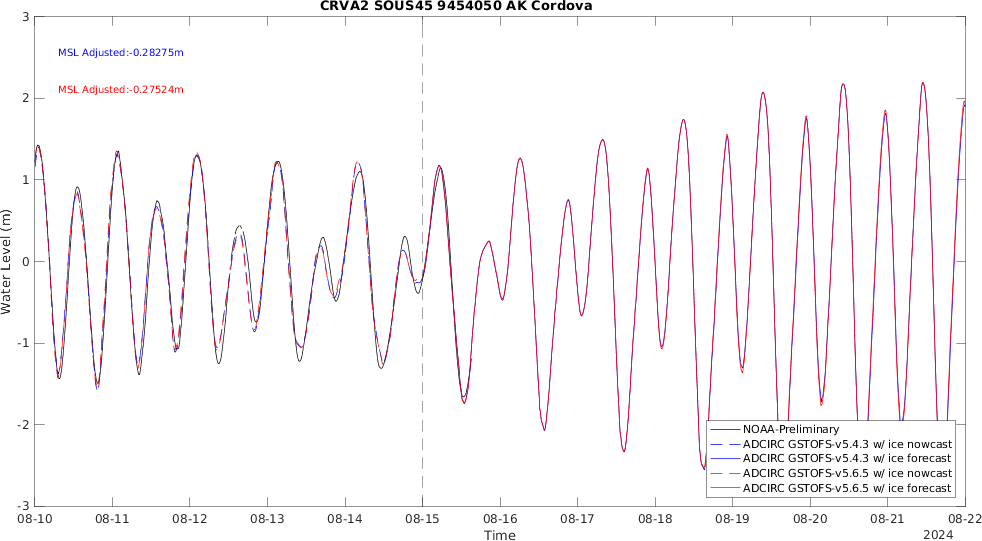 CRVA2 SOUS45 9454050 AK Cordova
3
2
1
0
-1
-2
-3
Water Level (m)
MSL Adjusted:-0.28275m
MSL Adjusted:-0.27524m
NOAA-Preliminary
ADCIRC GSTOFS-v5.4.3 w/ ice nowcast
ADCIRC GSTOFS-v5.4.3 w/ ice forecast
ADCIRC GSTOFS-v5.6.5 w/ ice nowcast
ADCIRC GSTOFS-v5.6.5 w/ ice forecast
08-10 08-11 08-12 08-13 08-14 08-15 08-16 08-17 08-18 08-19 08-20 08-21 08-22
Time
2024